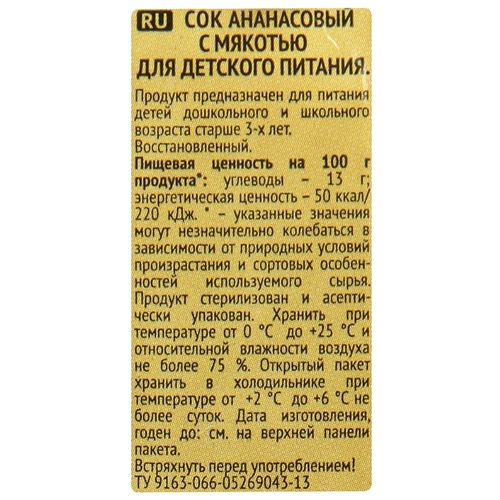 RU СОК АНАНАСОВЫЙ
С МЯКОТЬЮ
ДЛЯ ДЕТСКОГО ПИТАНИЯ.
Продукт предназначен для питания
детей дошкольного и школьного
возраста старше 3-х лет.
Восстановленный.
Пищевая ценность на 100 г
продукта*: углеводы – 13 г;
энергетическая ценность – 50 ккал/
220 кДж. * – указанные значения
могут незначительно колебаться в
зависимости от природных условий
произрастания и сортовых особен-
ностей используемого сырья.
Продукт стерилизован и асепти-
чески упакован. Хранить при
температуре от 0 °С до +25 °С и
относительной влажности воздуха
не более 75 %. Открытый пакет
хранить в холодильнике при
температуре от +2 °С до +6 °С не
более суток. Дата изготовления,
годен до: см. на верхней панели
пакета.
Встряхнуть перед употреблением!
ТУ 9163-066-05269043-13